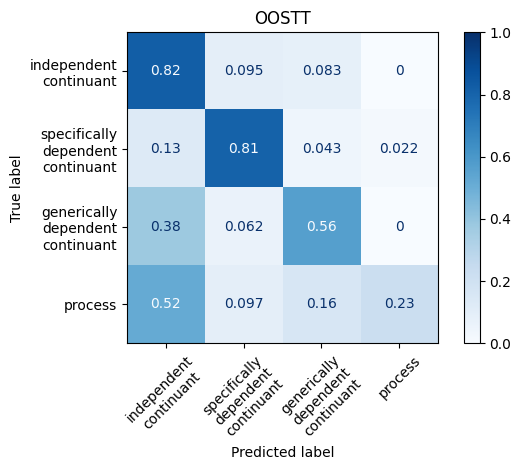 OOSTT
True label
independent
continuant
0.82 0.095 0.083 0
specifically
dependent
continuant
0.13 0.81 0.043 0.022
generically
dependent
continuant
0.38 0.062 0.56 0
process
0.52 0.097 0.16 0.23
independent
continuant
specifically
dependent
continuant
generically
dependent
continuant
process
Predicted label
1.0
0.8
0.6
0.4
0.2
0.0